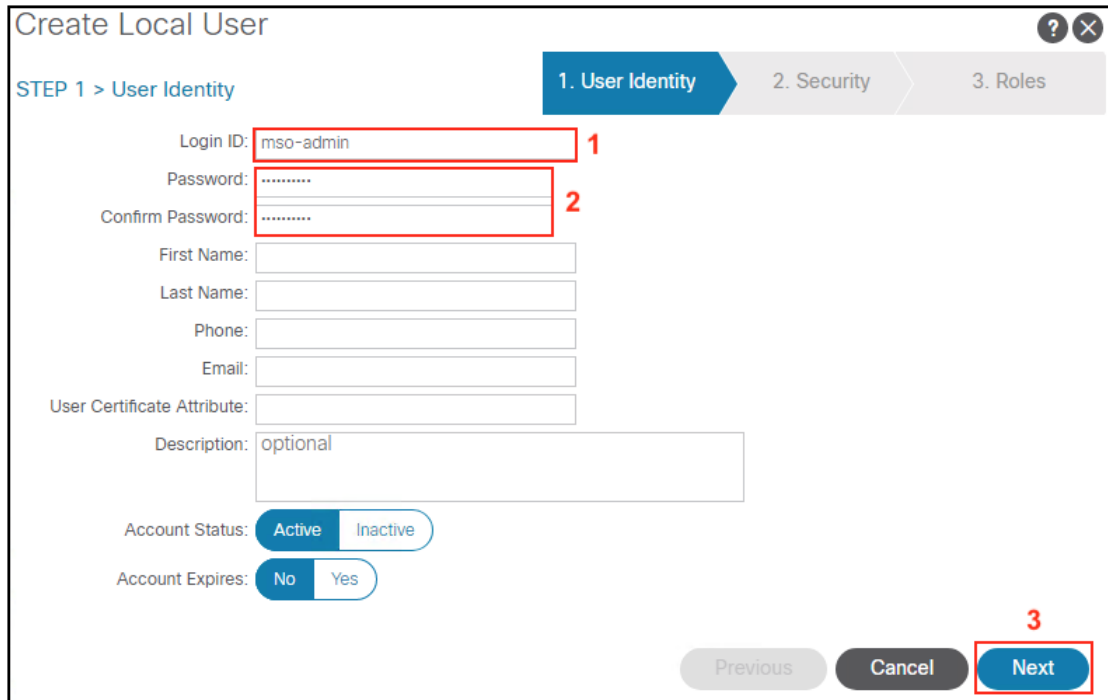 Create Local User
? ✕
STEP 1 > User Identity
1. User Identity
2. Security
3. Roles
Login ID: mso-admin 1
Password: ••••••••••
2
Confirm Password: ••••••••••
First Name:
Last Name:
Phone:
Email:
User Certificate Attribute:
Description: optional
Account Status: Active Inactive
Account Expires: No Yes
3
Previous Cancel Next